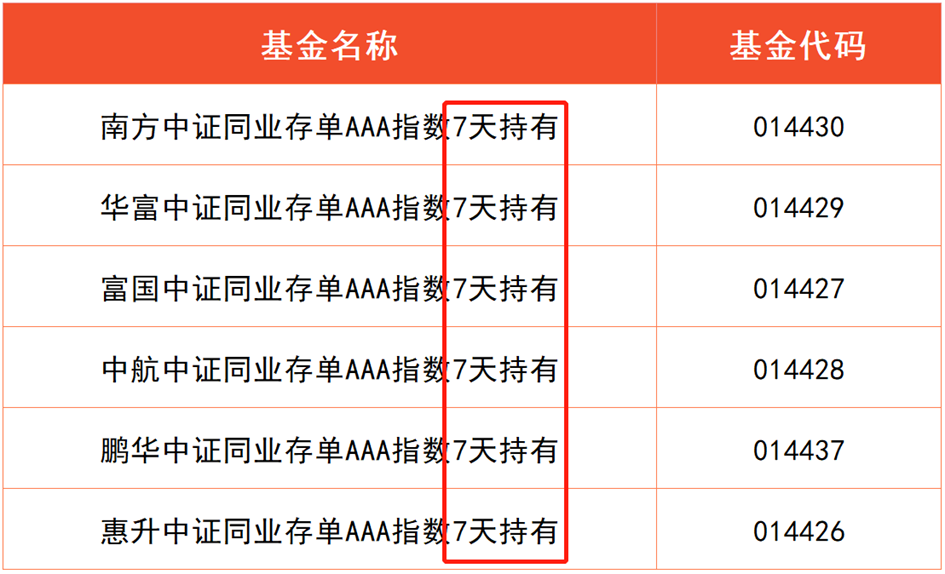 基金名称 基金代码
南方中证同业存单AAA指数7天持有 014430
华富中证同业存单AAA指数7天持有 014429
富国中证同业存单AAA指数7天持有 014427
中航中证同业存单AAA指数7天持有 014428
鹏华中证同业存单AAA指数7天持有 014437
惠升中证同业存单AAA指数7天持有 014426